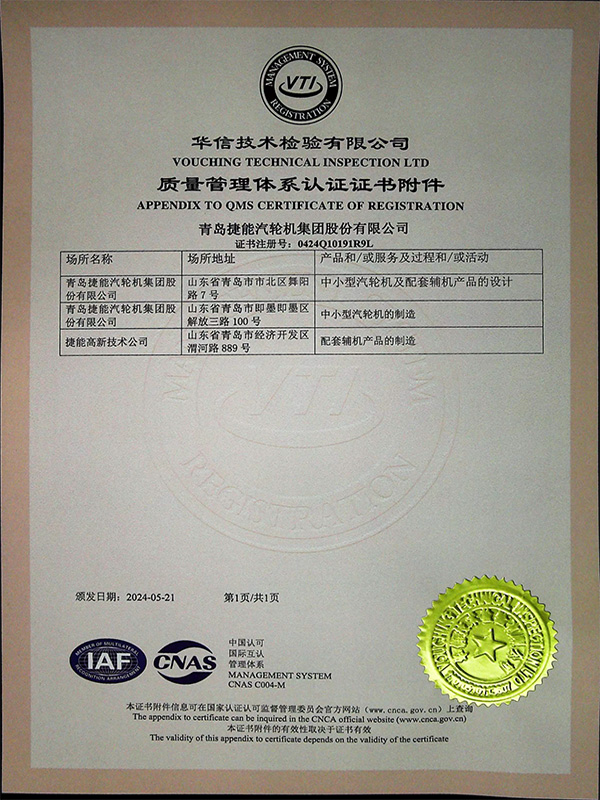 MANAGEMENT SYSTEM
VTI
REGISTRATION
华信技术检验有限公司
VOUCHING TECHNICAL INSPECTION LTD
质量管理体系认证证书附件
APPENDIX TO QMS CERTIFICATE OF REGISTRATION
青岛捷能汽轮机集团股份有限公司
证书注册号：0424Q10191R9L
场所名称 场所地址 产品和/或服务及过程和/或活动
青岛捷能汽轮机集团股 山东省青岛市市北区舞阳 中小型汽轮机及配套辅机产品的设计
份有限公司 路 7 号
青岛捷能汽轮机集团股 山东省青岛市即墨即墨区 中小型汽轮机的制造
份有限公司 解放三路 100 号
捷能高新技术公司 山东省青岛市经济开发区 配套辅机产品的制造
渭河路 889 号
VTI
REGISTRATION
颁发日期：2024-05-21 第1页/共1页
MEMBER OF MULTILATERAL
IAF
RECOGNITION ARRANGEMENT
CNAS
中国认可
国际互认
管理体系
MANAGEMENT SYSTEM
CNAS C004-M
VOUCHING TECHNICAL INSPECTION LTD
本证书附件信息可在国家认证认可监督管理委员会官方网站（www.cnca.gov.cn）上查询
The appendix to certificate can be inquired in the CNCA official website (www.cnca.gov.cn)
本证书附件的有效性取决于证书有效
The validity of this appendix to certificate depends on the validity of the certificate